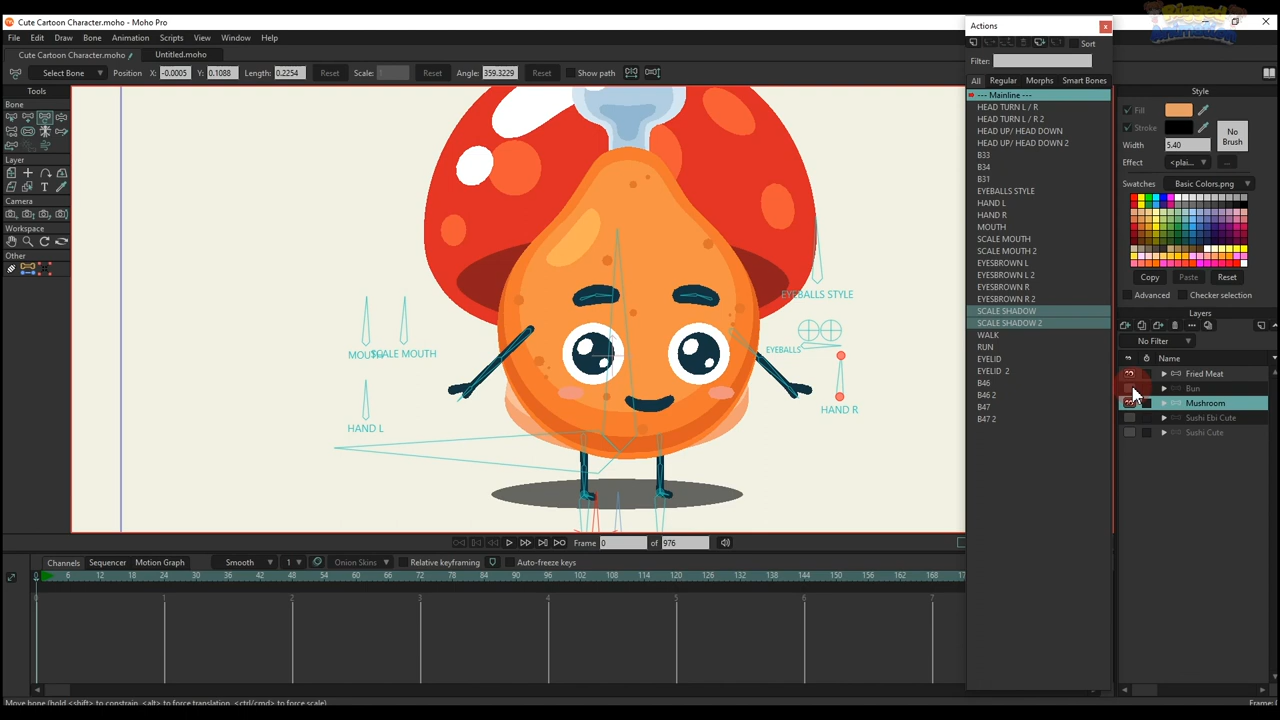 Rigged
Animation
Cute Cartoon Character.moho - Moho Pro
File Edit Draw Bones Animation Scripts View Window Help
Cute Cartoon Character.moho Untitled.moho
Select Bone Position X: -0.0005 Y: 0.1088 Length: 0.2254 Reset Scale: Reset Angle: 359.3229 Reset Show path
Tools
Bone
Layer
Camera
Workspace
Other
EYEBALLS STYLE
MOUTH SCALE MOUTH
EYEBALLS
HAND R
HAND L
Actions
Sort
Filter:
All Regular Morphs Smart Bones
--- Mainline ---
HEAD TURN L / R
HEAD TURN L / R 2
HEAD UP/ HEAD DOWN
HEAD UP/ HEAD DOWN 2
B33
B34
B31
EYEBALLS STYLE
HAND L
HAND R
MOUTH
SCALE MOUTH
SCALE MOUTH 2
EYESBROWN L
EYESBROWN L 2
EYESBROWN R
EYESBROWN R 2
SCALE SHADOW
SCALE SHADOW 2
WALK
RUN
EYELID
EYELID 2
B46
B46 2
B47
B47 2
Style
Fill
Stroke
No
Brush
Width 5.40
Effect <plai... ...
Swatches Basic Colors.png
Copy Paste Reset
Advanced Checker selection
Layers
No Filter
Name
Fried Meat
Bun
Mushroom
Sushi Ebi Cute
Sushi Cute
Frame 0 of 976
Channels Sequencer Motion Graph Smooth 1 Onion Skins Relative keyframing Auto-freeze keys
0 6 12 18 24 30 36 42 48 54 60 66 72 78 84 90 96 102 108 114 120 126 132 138 144 150 156 162 168
0 1 2 3 4 5 6 7
Move bone (hold <shift> to constrain, <alt> to force translation, <ctrl/cmd> to force scale)
Frame: